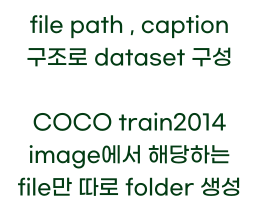 file path , caption
구조로 dataset 구성
COCO train2014
image에서 해당하는
file만 따로 folder 생성